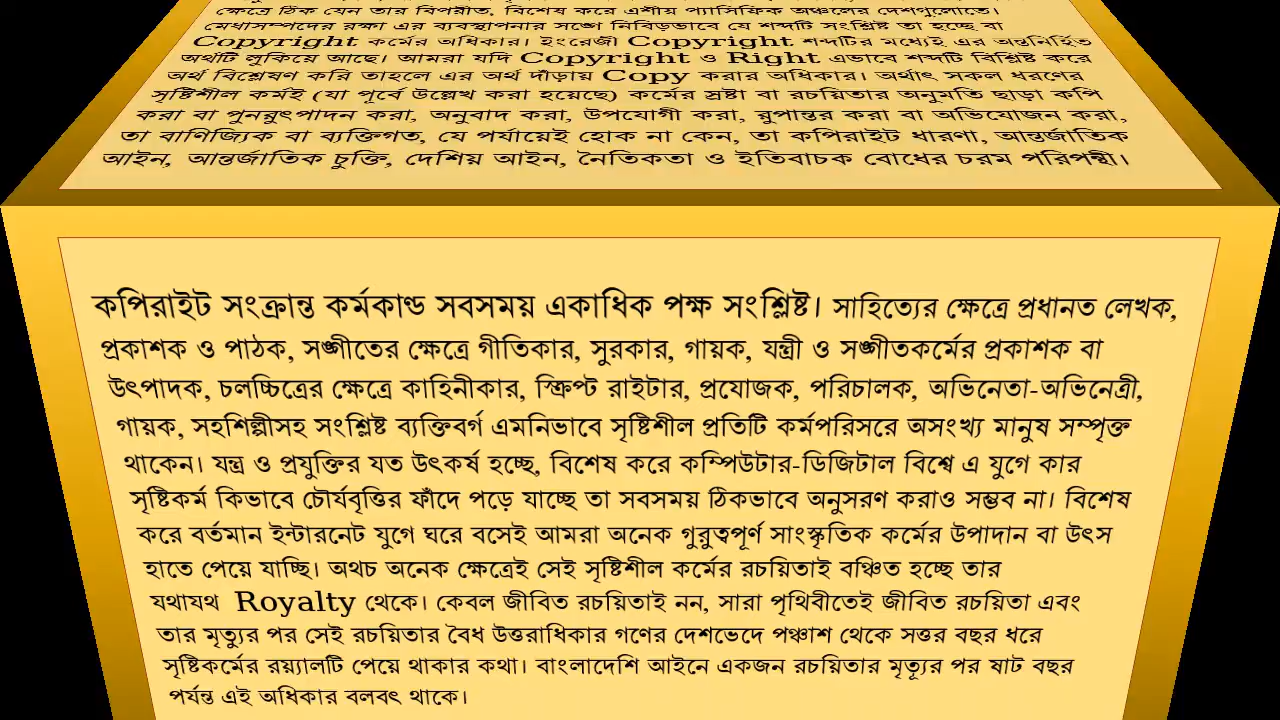 ক্ষেত্রে ঠিক যেন তার বিপরীত, বিশেষ করে এশীয় প্যাসিফিক অঞ্চলের দেশগুলোতে।
মেধাসম্পদের রক্ষা এর ব্যবস্থাপনার সঙ্গে নিবিড়ভাবে যে শব্দটি সংশ্লিষ্ট তা হচ্ছে বা
Copyright কর্মের অধিকার। ইংরেজী Copyright শব্দটির মধ্যেই এর অন্তর্নিহিত
অর্থটি লুকিয়ে আছে। আমরা যদি Copyright ও Right এভাবে শব্দটি বিশ্লিষ্ট করে
অর্থ বিশ্লেষণ করি তাহলে এর অর্থ দাঁড়ায় Copy করার অধিকার। অর্থাৎ সকল ধরণের
সৃষ্টিশীল কর্মই (যা পূর্বে উল্লেখ করা হয়েছে) কর্মের স্রষ্টা বা রচয়িতার অনুমতি ছাড়া কপি
করা বা পুনরুৎপাদন করা, অনুবাদ করা, উপযোগী করা, রুপান্তর করা বা অভিযোজন করা,
তা বাণিজ্যিক বা ব্যক্তিগত, যে পর্যায়েই হোক না কেন, তা কপিরাইট ধারণা, আন্তর্জাতিক
আইন, আন্তর্জাতিক চুক্তি, দেশিয় আইন, নৈতিকতা ও ইতিবাচক বোধের চরম পরিপন্থী।
কপিরাইট সংক্রান্ত কর্মকান্ড সবসময় একাধিক পক্ষ সংশ্লিষ্ট। সাহিত্যের ক্ষেত্রে প্রধানত লেখক,
প্রকাশক ও পাঠক, সঙ্গীতের ক্ষেত্রে গীতিকার, সুরকার, গায়ক, যন্ত্রী ও সঙ্গীতকর্মের প্রকাশক বা
উৎপাদক, চলচ্চিত্রের ক্ষেত্রে কাহিনীকার, স্ক্রিপ্ট রাইটার, প্রযোজক, পরিচালক, অভিনেতা-অভিনেত্রী,
গায়ক, সহশিল্পীসহ সংশ্লিষ্ট ব্যক্তিবর্গ এমনিভাবে সৃষ্টিশীল প্রতিটি কর্মপরিসরে অসংখ্য মানুষ সম্পৃক্ত
থাকেন। যন্ত্র ও প্রযুক্তির যত উৎকর্ষ হচ্ছে, বিশেষ করে কম্পিউটার-ডিজিটাল বিশ্বে এ যুগে কার
সৃষ্টিকর্ম কিভাবে চৌর্যবৃত্তির ফাঁদে পড়ে যাচ্ছে তা সবসময় ঠিকভাবে অনুসরণ করাও সম্ভব না। বিশেষ
করে বর্তমান ইন্টারনেট যুগে ঘরে বসেই আমরা অনেক গুরুত্বপূর্ণ সাংস্কৃতিক কর্মের উপাদান বা উৎস
হাতে পেয়ে যাচ্ছি। অথচ অনেক ক্ষেত্রেই সেই সৃষ্টিশীল কর্মের রচয়িতাই বঞ্চিত হচ্ছে তার
যথাযথ Royalty থেকে। কেবল জীবিত রচয়িতাই নন, সারা পৃথিবীতেই জীবিত রচয়িতা এবং
তার মৃত্যুর পর সেই রচয়িতার বৈধ উত্তরাধিকার গণের দেশভেদে পঞ্চাশ থেকে সত্তর বছর ধরে
সৃষ্টিকর্মের রয়্যালটি পেয়ে থাকার কথা। বাংলাদেশি আইনে একজন রচয়িতার মৃত্যুর পর ষাট বছর
পর্যন্ত এই অধিকার বলবৎ থাকে।